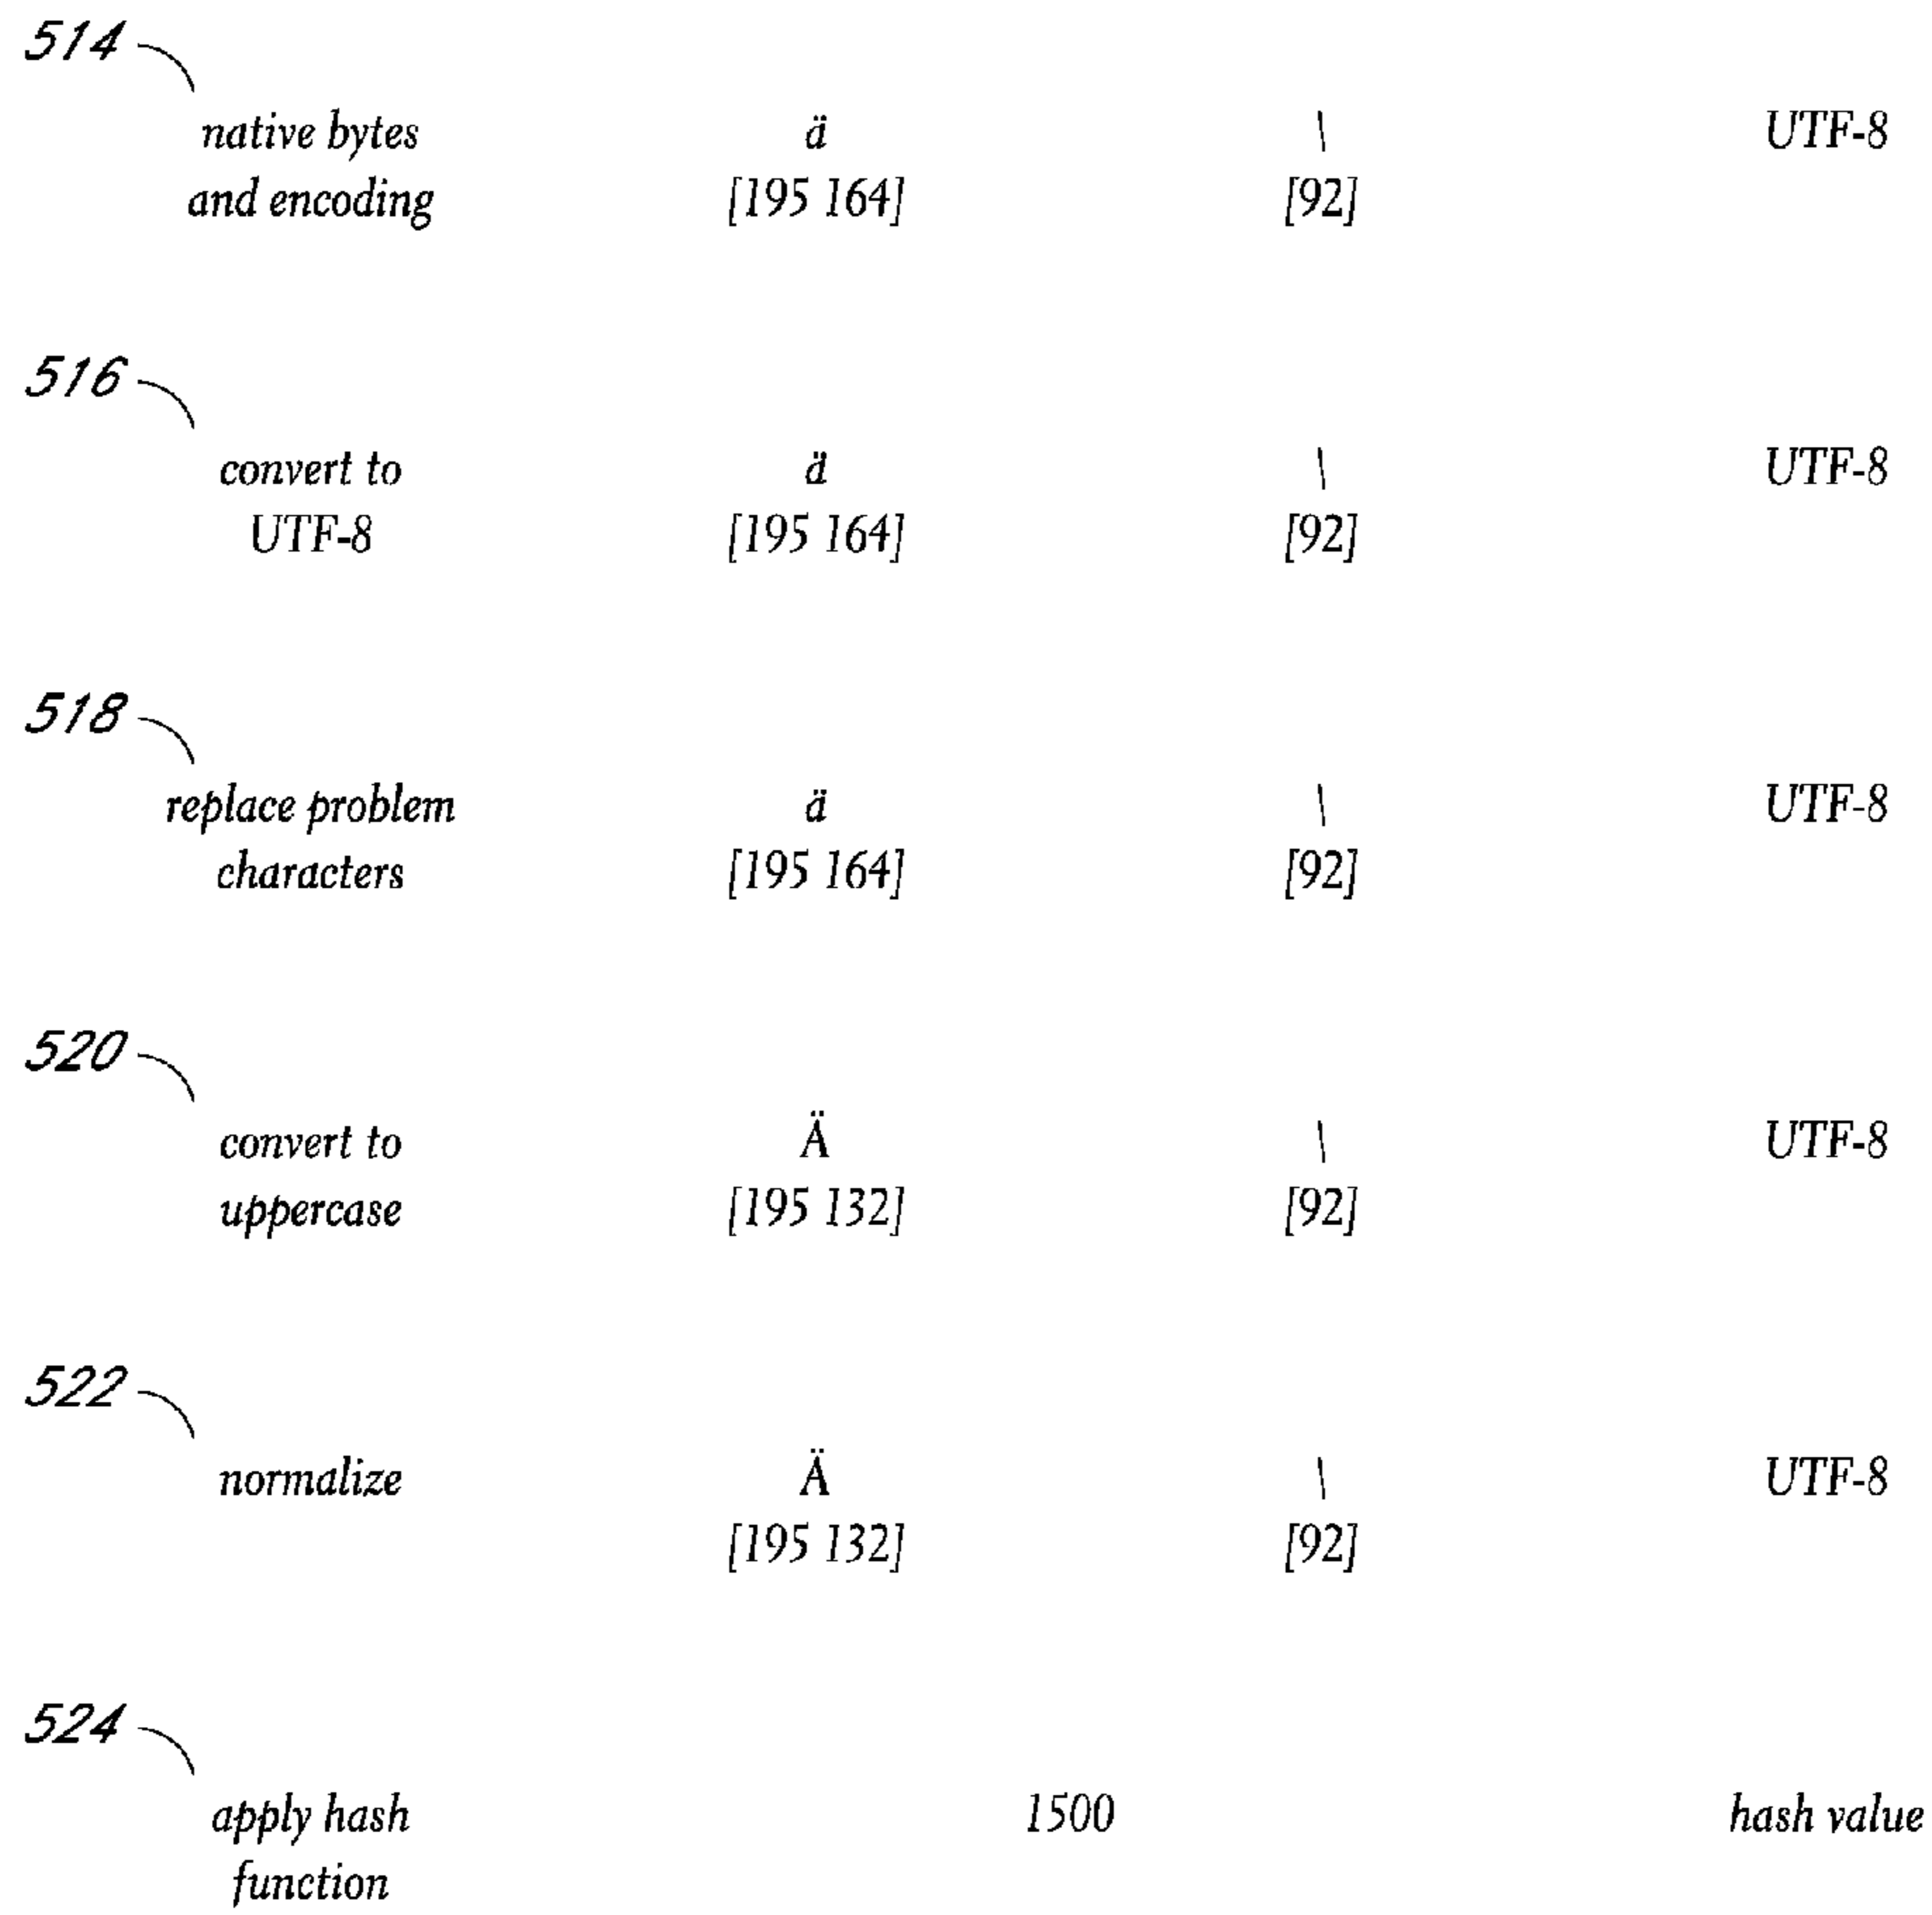 514
native bytes ä \ UTF-8
and encoding [195 164] [92]
516
convert to ä \ UTF-8
UTF-8 [195 164] [92]
518
replace problem ä \ UTF-8
characters [195 164] [92]
520
convert to Ä \ UTF-8
uppercase [195 132] [92]
522
normalize Ä \ UTF-8
[195 132] [92]
524
apply hash 1500 hash value
function